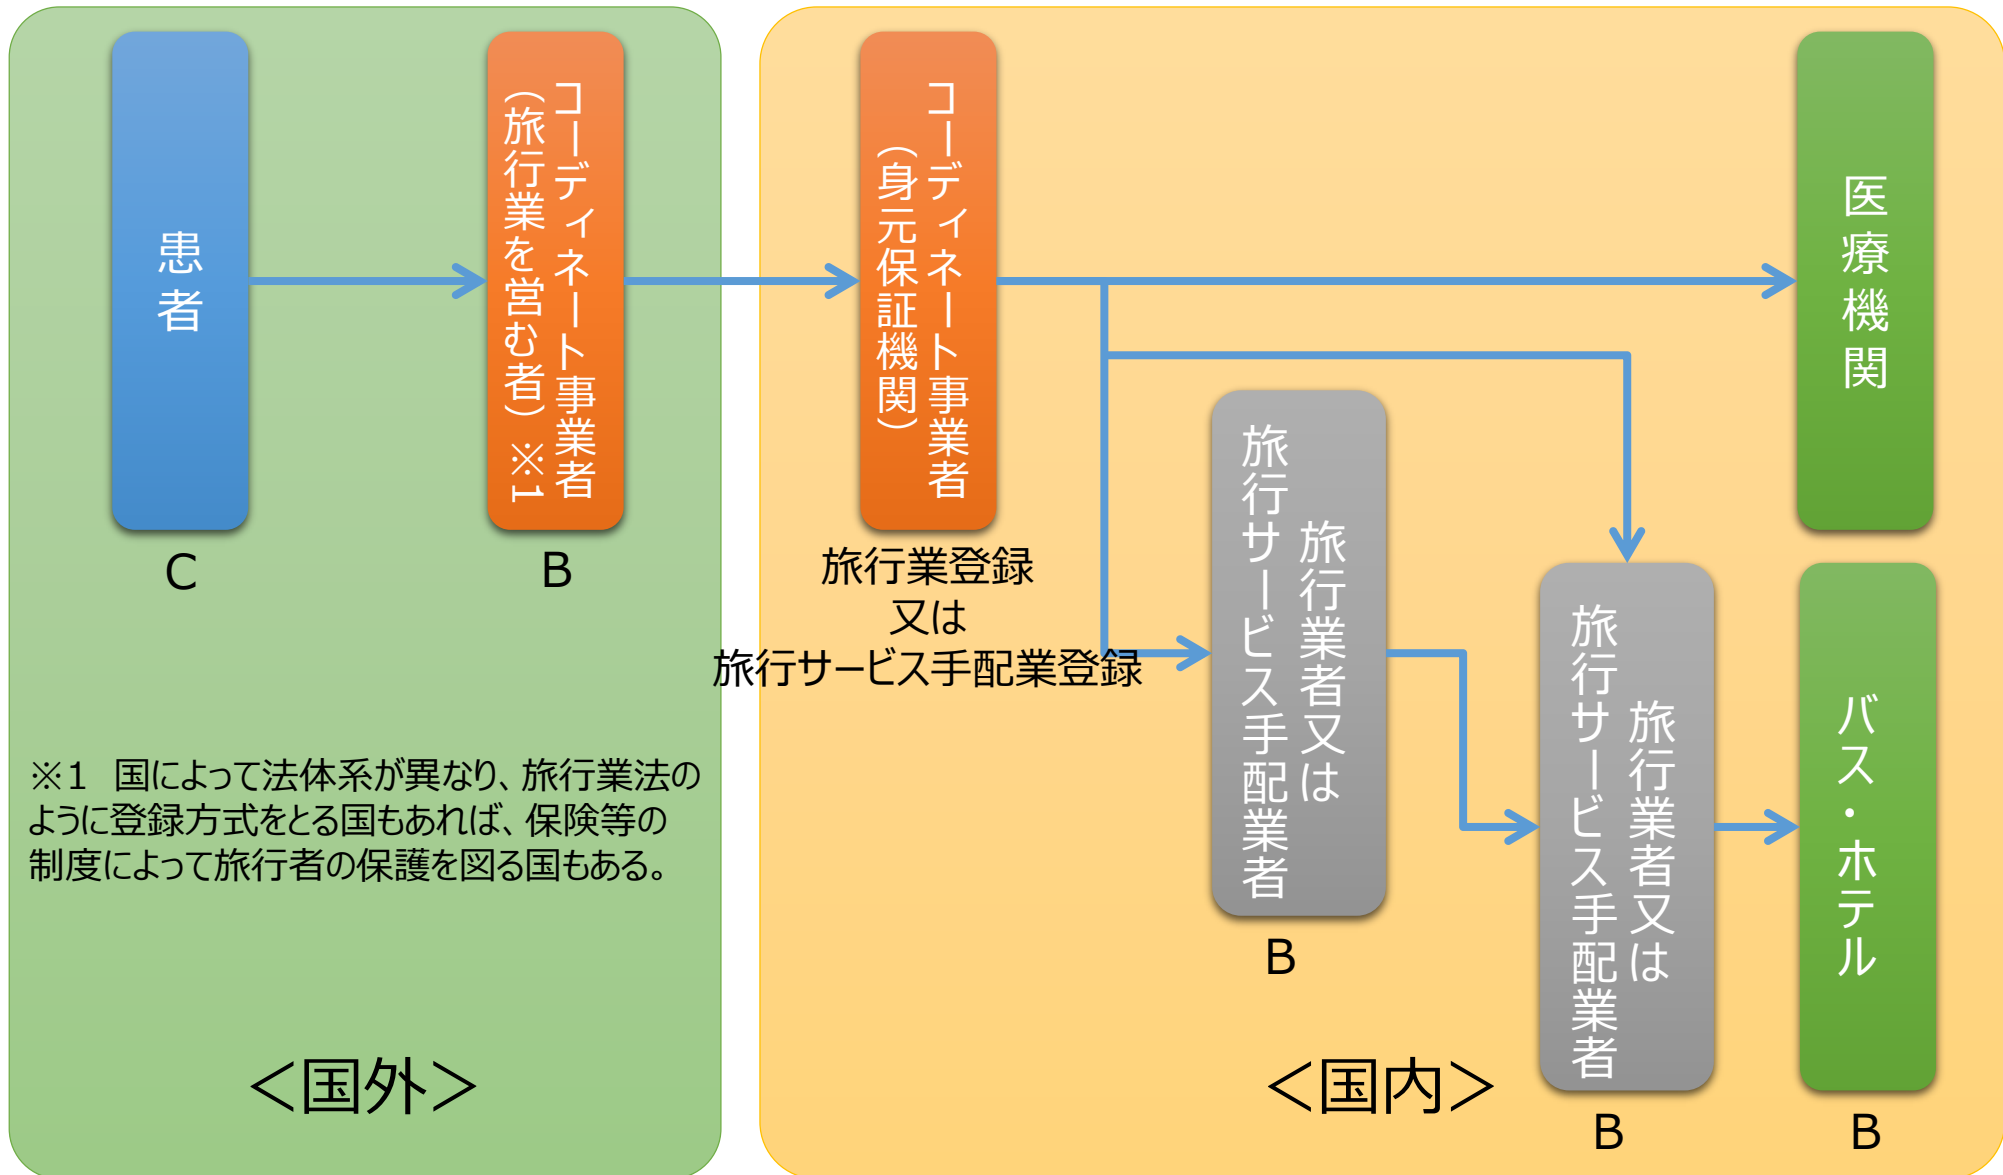 患者
C
コーディネート事業者
（旅行業を営む者）※1
B
※1　国によって法体系が異なり、旅行業法の
ように登録方式をとる国もあれば、保険等の
制度によって旅行者の保護を図る国もある。
＜国外＞
コーディネート事業者
（身元保証機関）
旅行業登録
又は
旅行サービス手配業登録
旅行業者又は
旅行サービス手配業者
B
旅行業者又は
旅行サービス手配業者
B
医療機関
バス・ホテル
B
＜国内＞